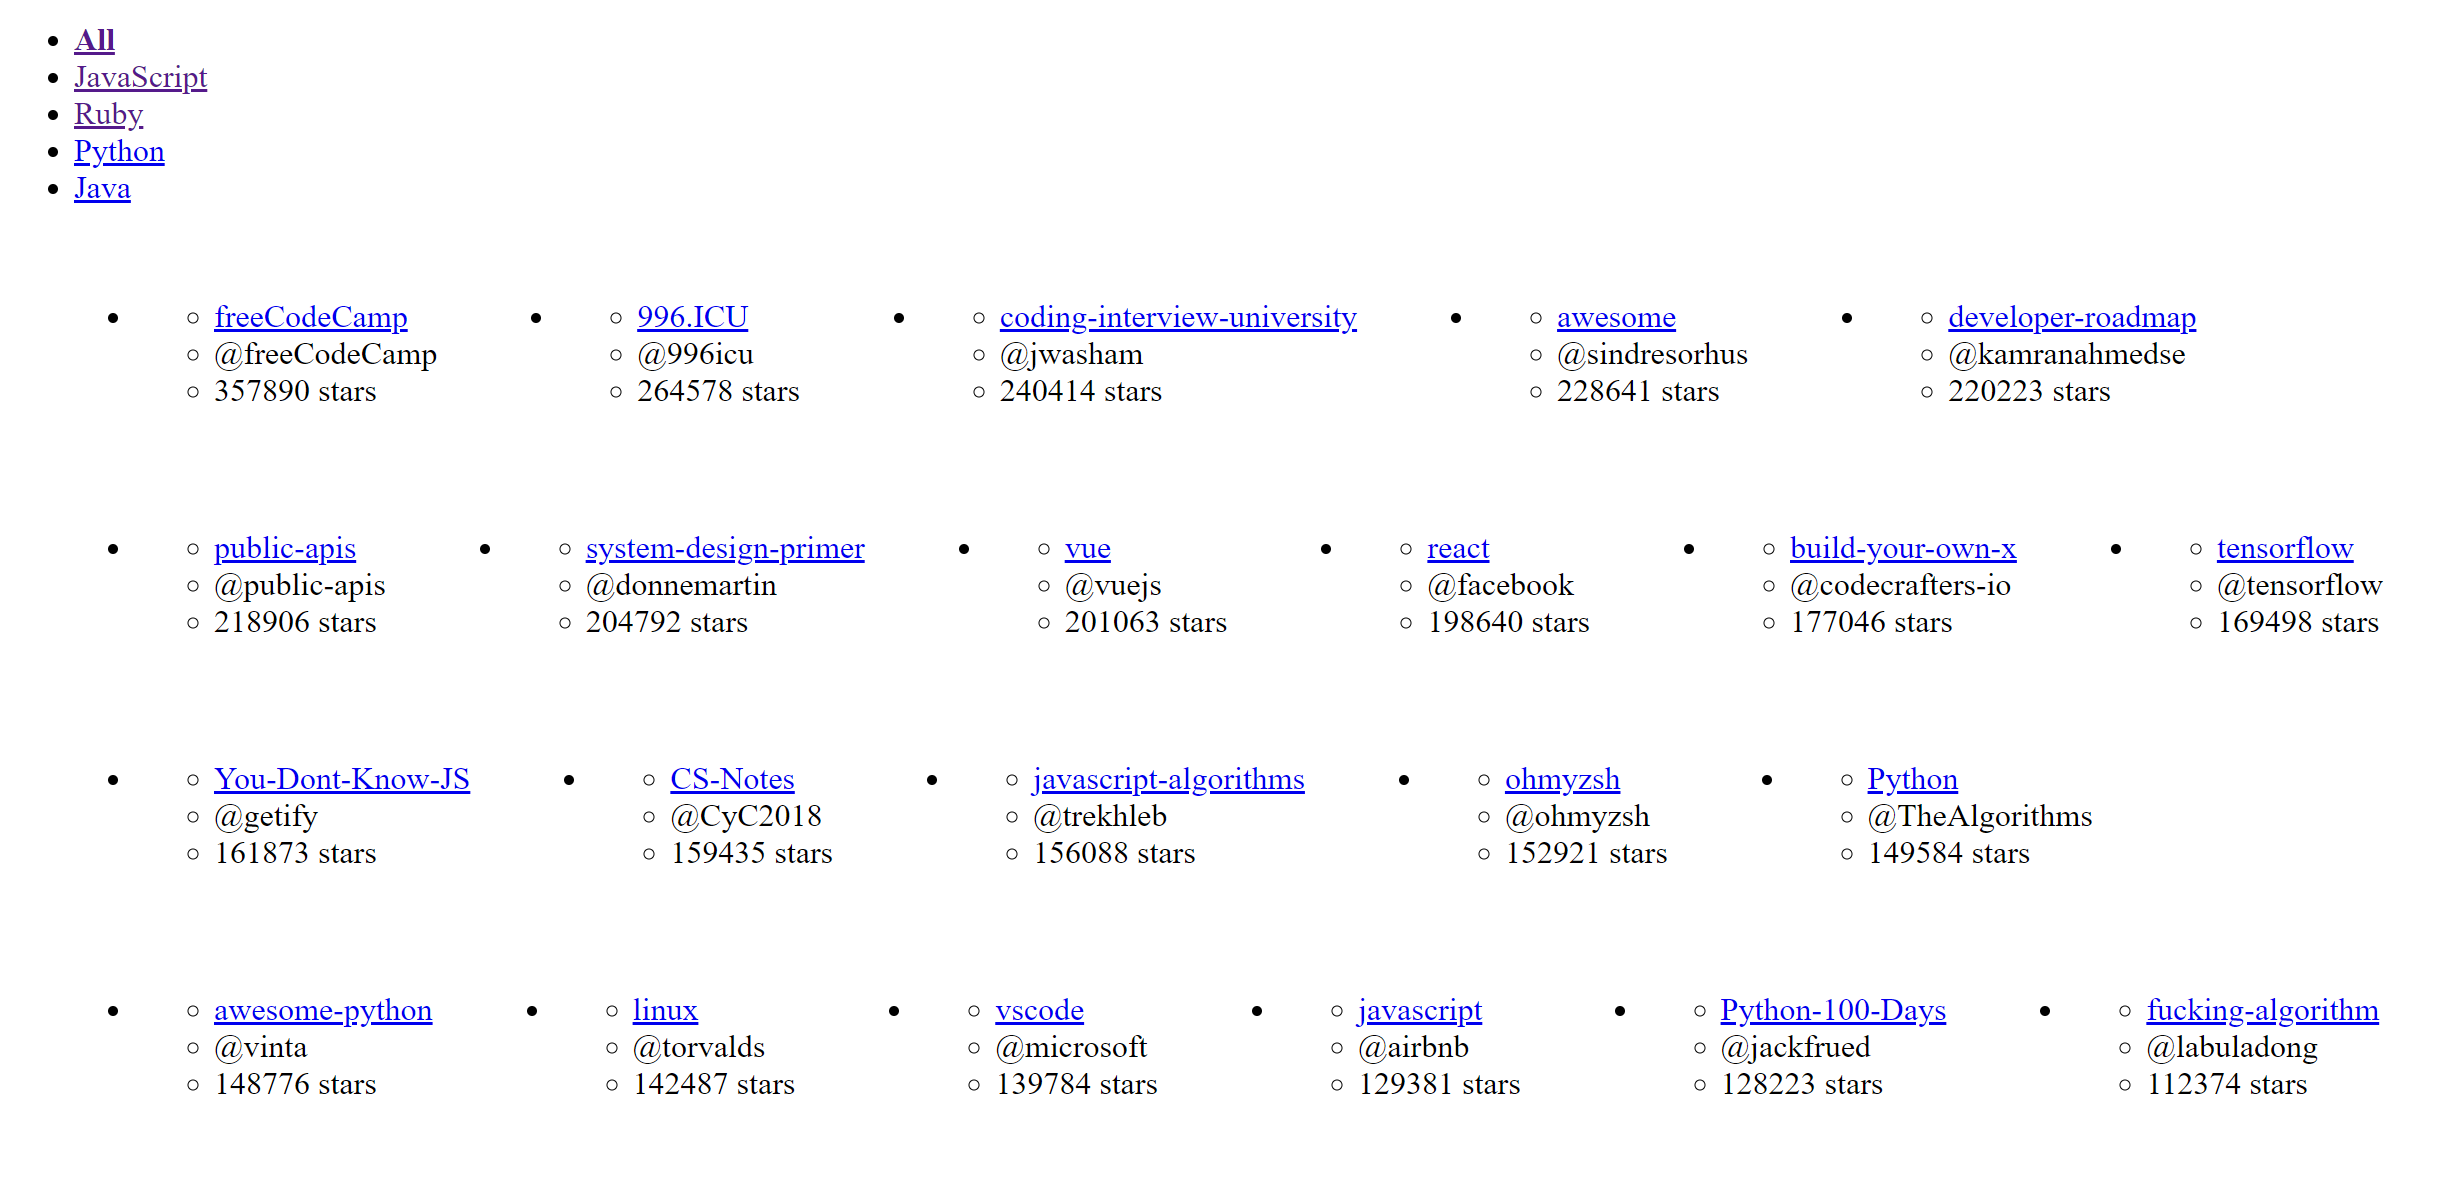 All
JavaScript
Ruby
Python
Java
freeCodeCamp
@freeCodeCamp
357890 stars
996.ICU
@996icu
264578 stars
coding-interview-university
@jwasham
240414 stars
awesome
@sindresorhus
228641 stars
developer-roadmap
@kamranahmedse
220223 stars
public-apis
@public-apis
218906 stars
system-design-primer
@donnemartin
204792 stars
vue
@vuejs
201063 stars
react
@facebook
198640 stars
build-your-own-x
@codecrafters-io
177046 stars
tensorflow
@tensorflow
169498 stars
You-Dont-Know-JS
@getify
161873 stars
CS-Notes
@CyC2018
159435 stars
javascript-algorithms
@trekhleb
156088 stars
ohmyzsh
@ohmyzsh
152921 stars
Python
@TheAlgorithms
149584 stars
awesome-python
@vinta
148776 stars
linux
@torvalds
142487 stars
vscode
@microsoft
139784 stars
javascript
@airbnb
129381 stars
Python-100-Days
@jackfrued
128223 stars
fucking-algorithm
@labuladong
112374 stars